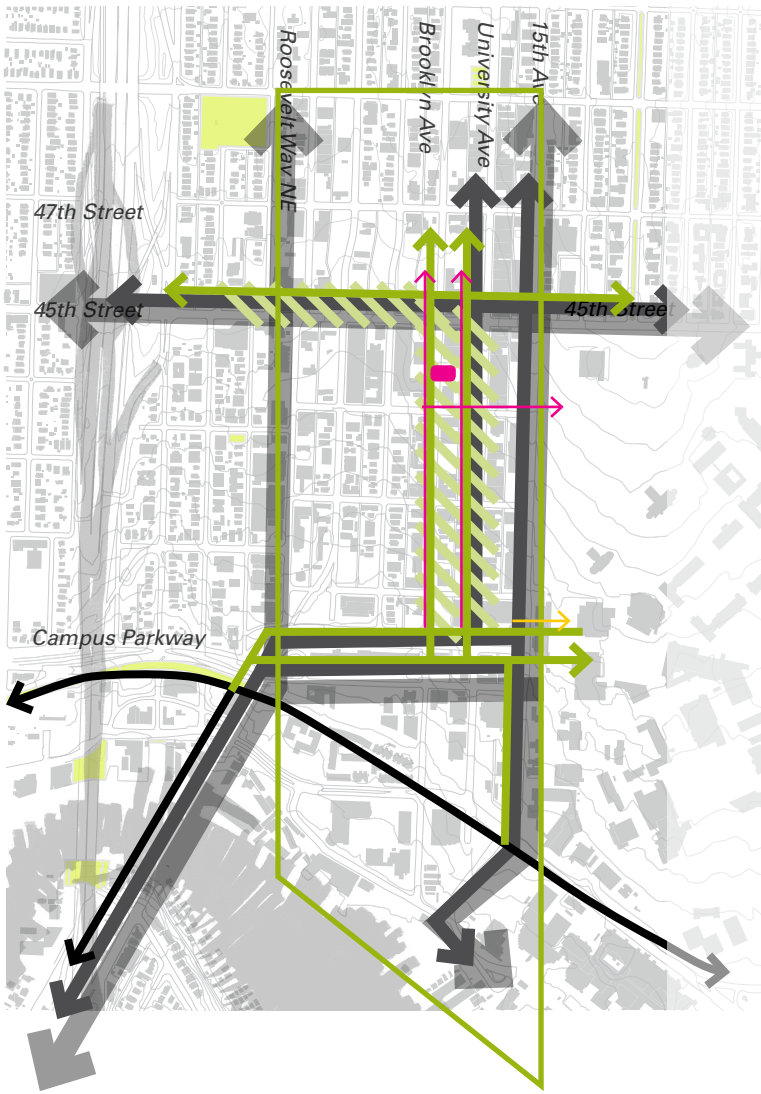 Roosevelt Way NE
Brooklyn Ave
University Ave
15th Ave
47th Street
45th Street
45th Street
Campus Parkway